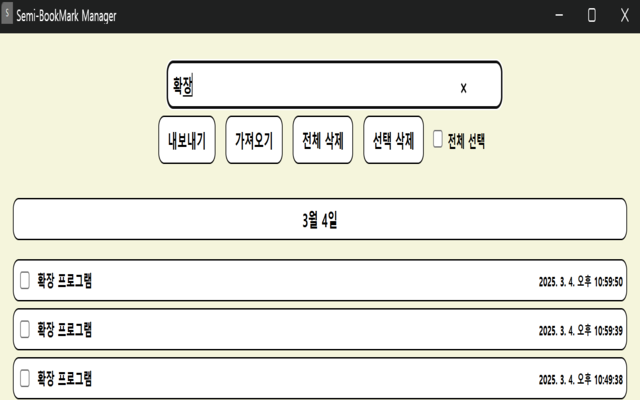 S Semi-BookMark Manager
확장 x
내보내기 가져오기 전체 삭제 선택 삭제 전체 선택
3월 4일
확장 프로그램 2025. 3. 4. 오후 10:59:50
확장 프로그램 2025. 3. 4. 오후 10:59:39
확장 프로그램 2025. 3. 4. 오후 10:49:38